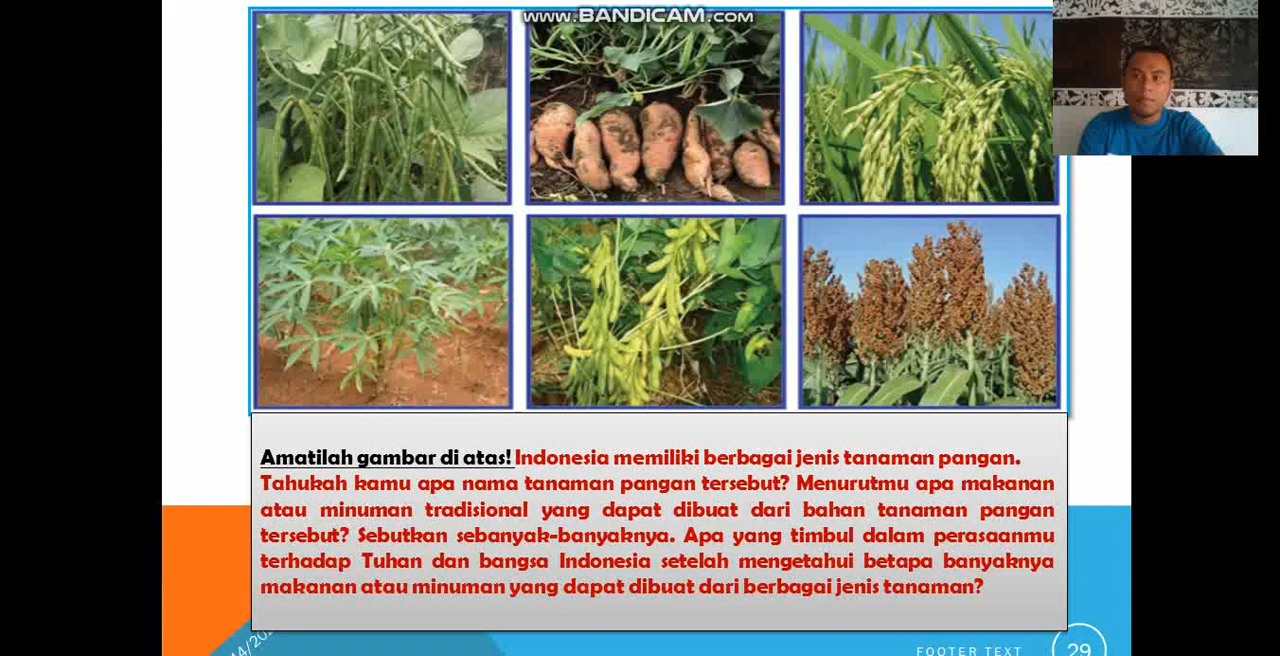 www.BANDICAM.com
Amatilah gambar di atas! Indonesia memiliki berbagai jenis tanaman pangan.
Tahukah kamu apa nama tanaman pangan tersebut? Menurutmu apa makanan
atau minuman tradisional yang dapat dibuat dari bahan tanaman pangan
tersebut? Sebutkan sebanyak-banyaknya. Apa yang timbul dalam perasaanmu
terhadap Tuhan dan bangsa Indonesia setelah mengetahui betapa banyaknya
makanan atau minuman yang dapat dibuat dari berbagai jenis tanaman?
FOOTER TEXT
29